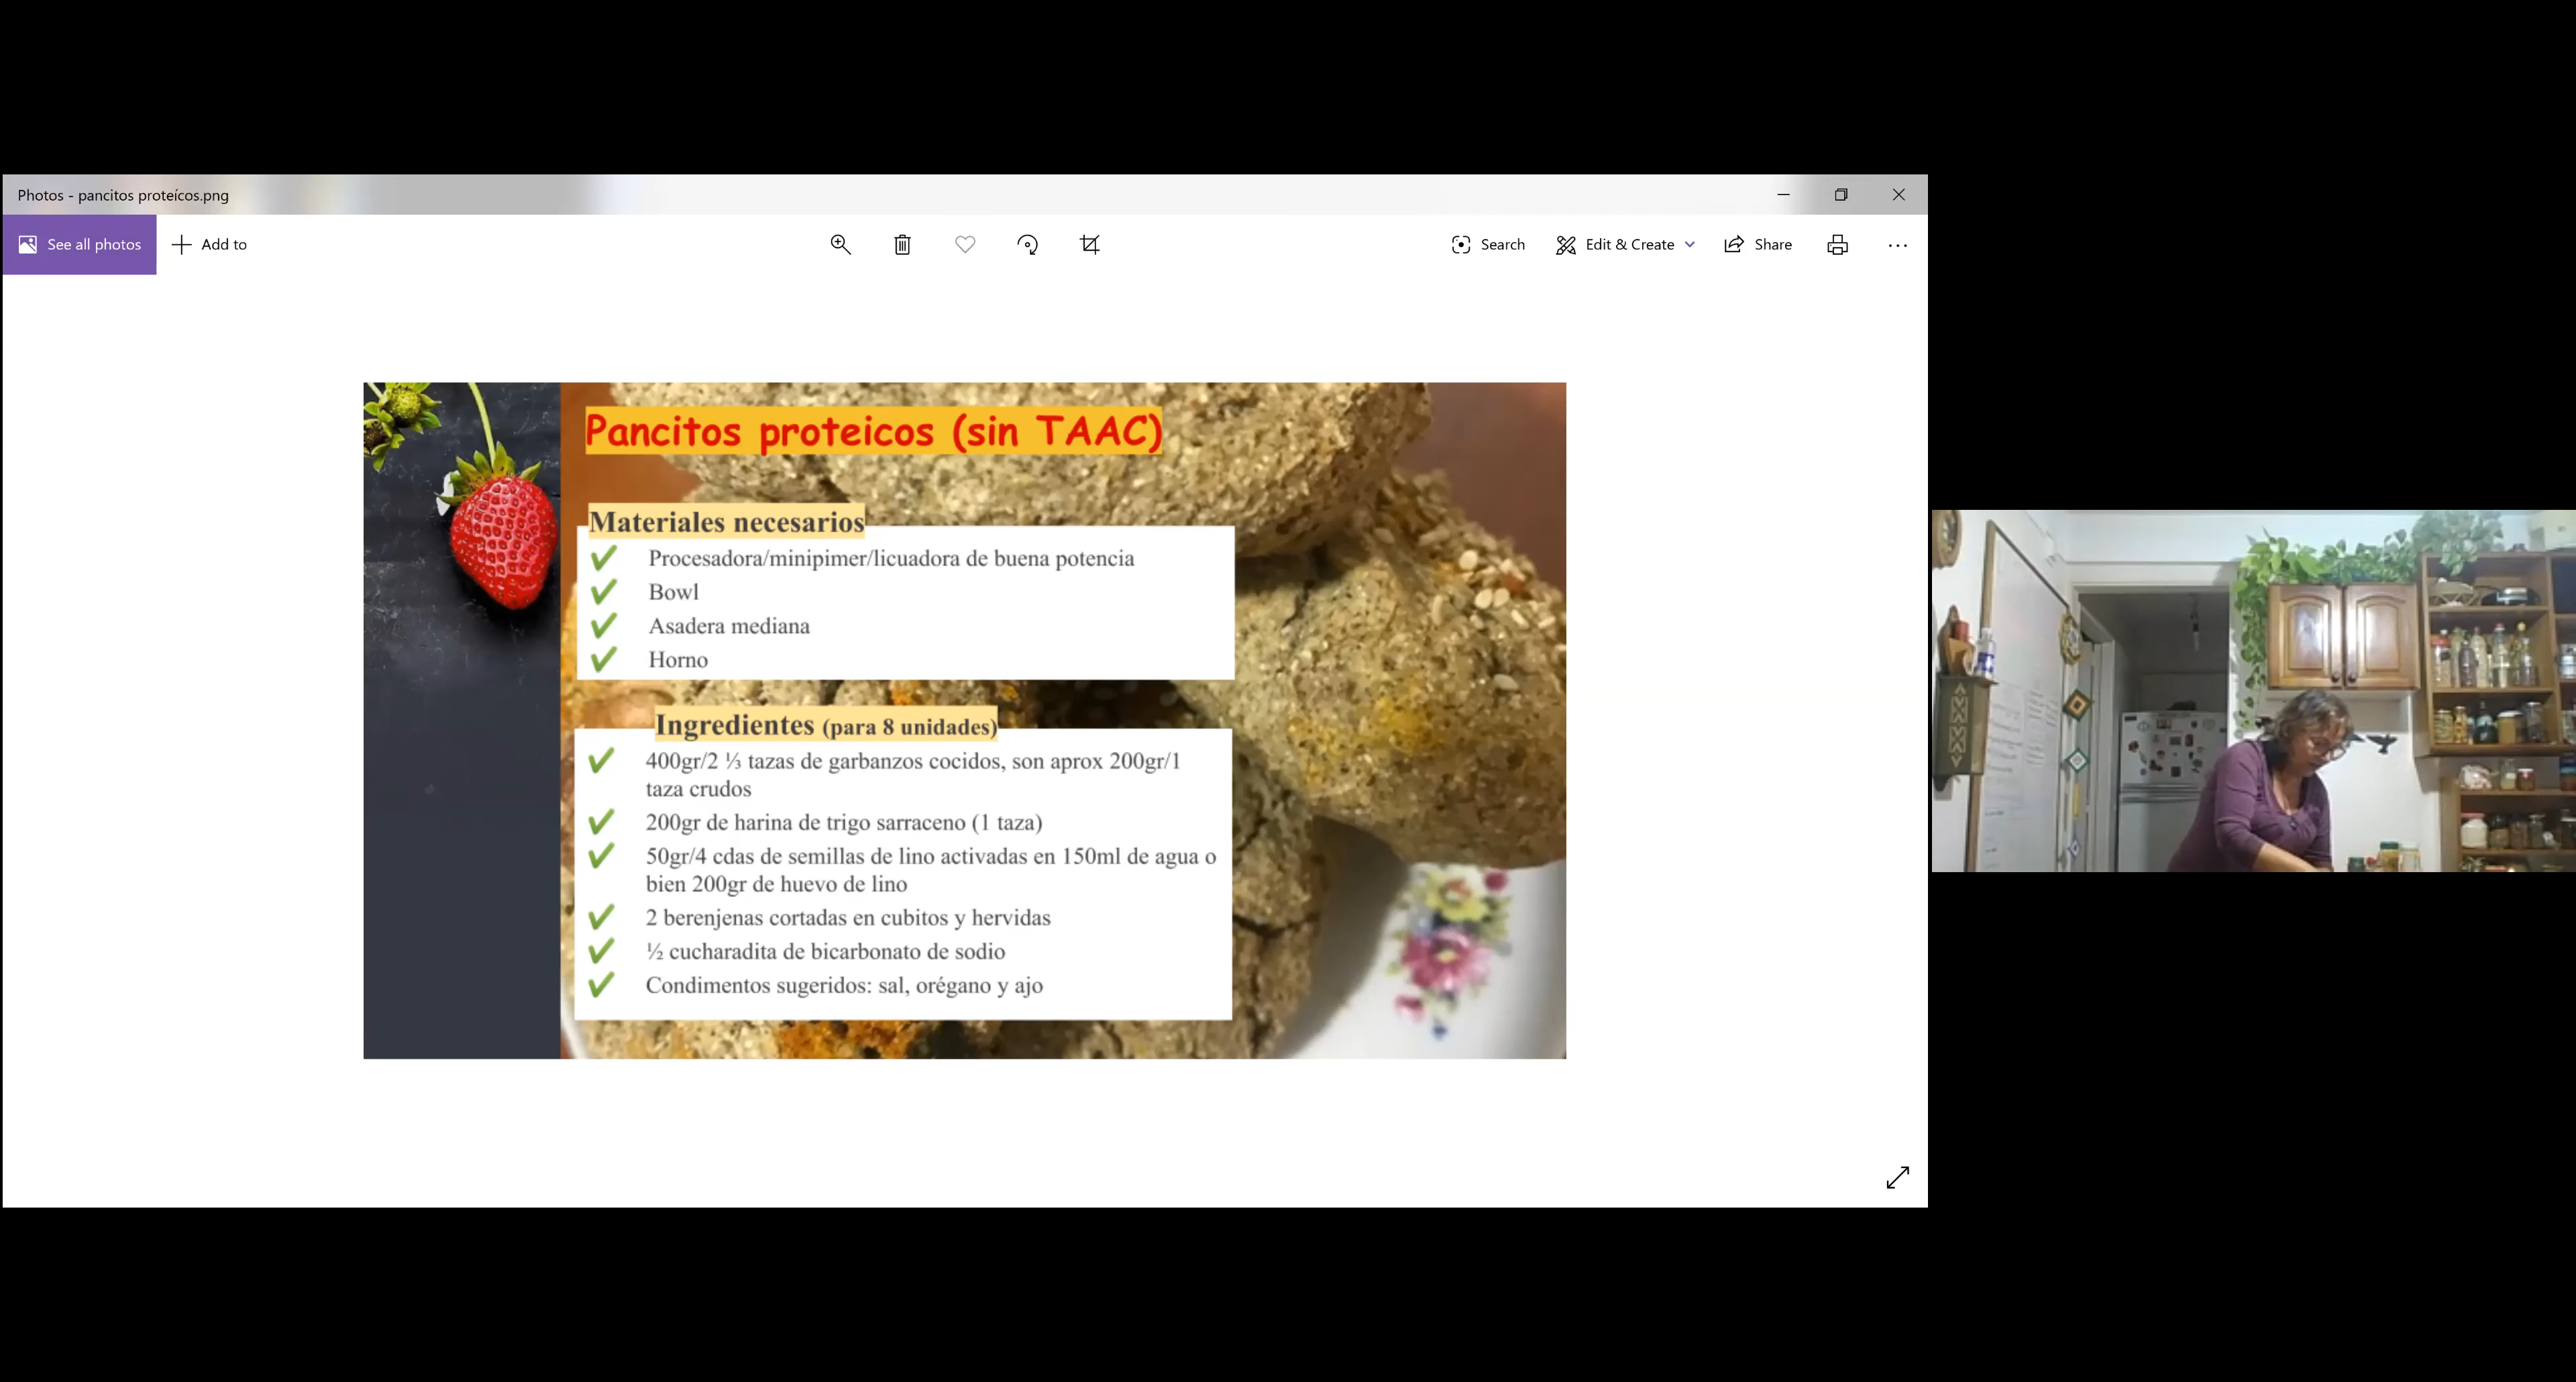 Photos - pancitos proteícos.png
See all photos
Add to
Search
Edit & Create
Share
Pancitos proteicos (sin TAAC)
Materiales necesarios
Procesadora/minipimer/licuadora de buena potencia
Bowl
Asadera mediana
Horno
Ingredientes (para 8 unidades)
400gr/2 ⅓ tazas de garbanzos cocidos, son aprox 200gr/1
taza crudos
200gr de harina de trigo sarraceno (1 taza)
50gr/4 cdas de semillas de lino activadas en 150ml de agua o
bien 200gr de huevo de lino
2 berenjenas cortadas en cubitos y hervidas
½ cucharadita de bicarbonato de sodio
Condimentos sugeridos: sal, orégano y ajo